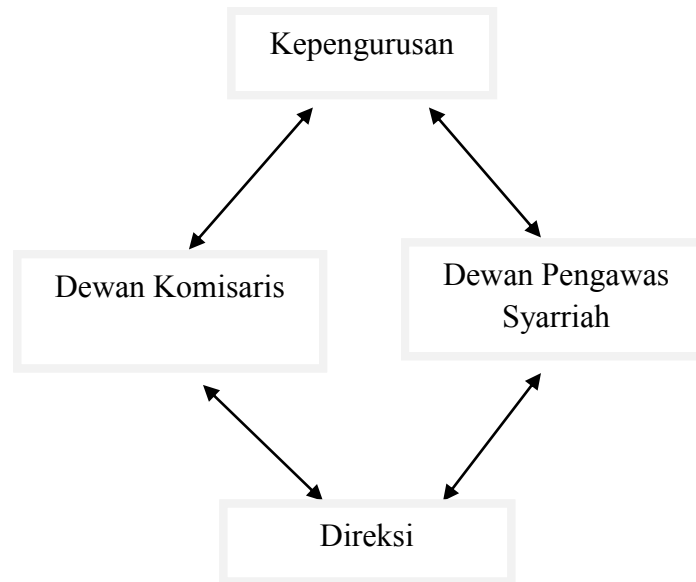 Kepengurusan
Dewan Komisaris
Dewan Pengawas
Syarriah
Direksi